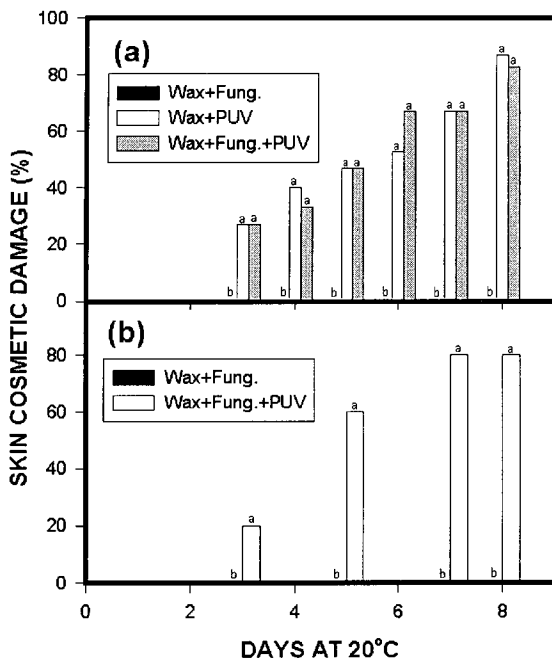 SKIN COSMETIC DAMAGE (%)
100
80
60
40
20
0
(a)
Wax+Fung.
Wax+PUV
Wax+Fung.+PUV
b a a
b a a
b a a
b a a
b a a
b a a
80
60
40
20
0
(b)
Wax+Fung.
Wax+Fung.+PUV
b a
b a
b a
b a
0 2 4 6 8
DAYS AT 20°C